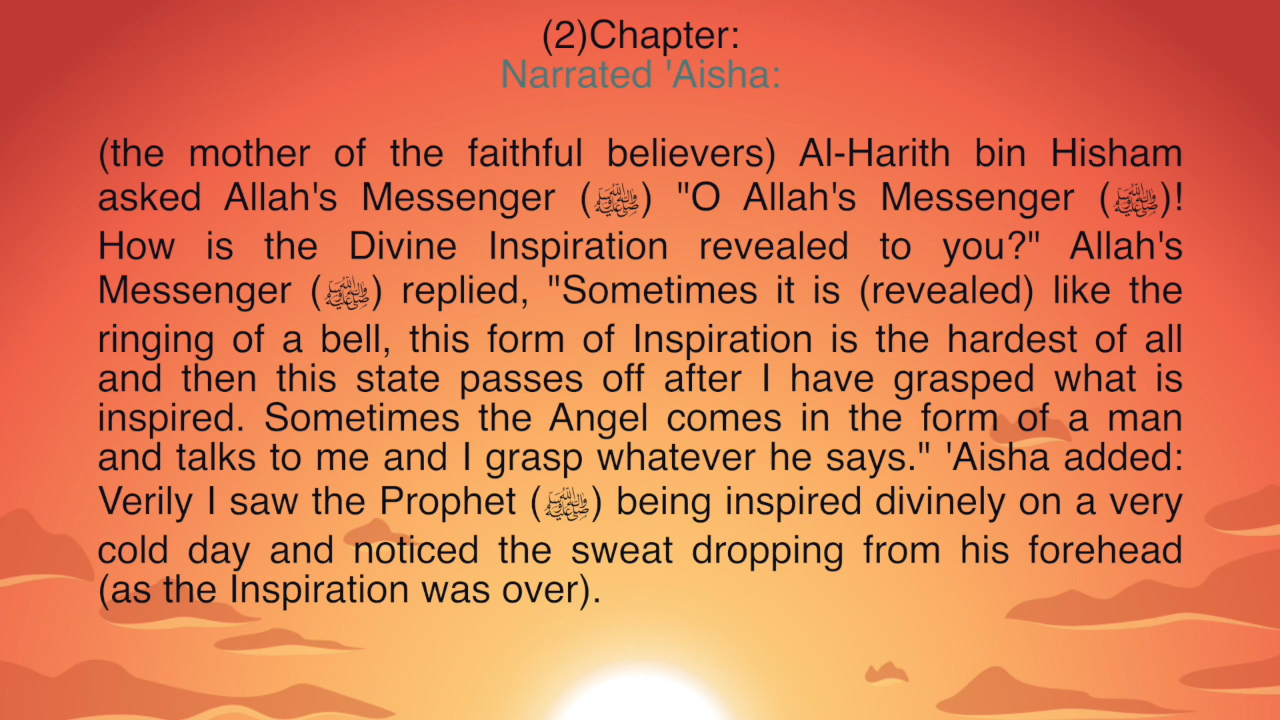 (2)Chapter:
Narrated 'Aisha:
(the mother of the faithful believers) Al-Harith bin Hisham
asked Allah's Messenger (ﷺ) "O Allah's Messenger (ﷺ)!
How is the Divine Inspiration revealed to you?" Allah's
Messenger (ﷺ) replied, "Sometimes it is (revealed) like the
ringing of a bell, this form of Inspiration is the hardest of all
and then this state passes off after I have grasped what is
inspired. Sometimes the Angel comes in the form of a man
and talks to me and I grasp whatever he says." 'Aisha added:
Verily I saw the Prophet (ﷺ) being inspired divinely on a very
cold day and noticed the sweat dropping from his forehead
(as the Inspiration was over).